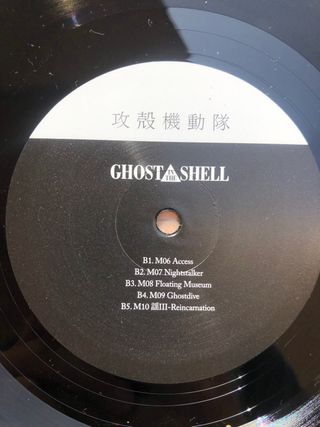 攻殻機動隊
GHOST IN THE SHELL
B1. M06 Access
B2. M07 Nightstalker
B3. M08 Floating Museum
B4. M09 Ghostdive
B5. M10 謡III-Reincarnation